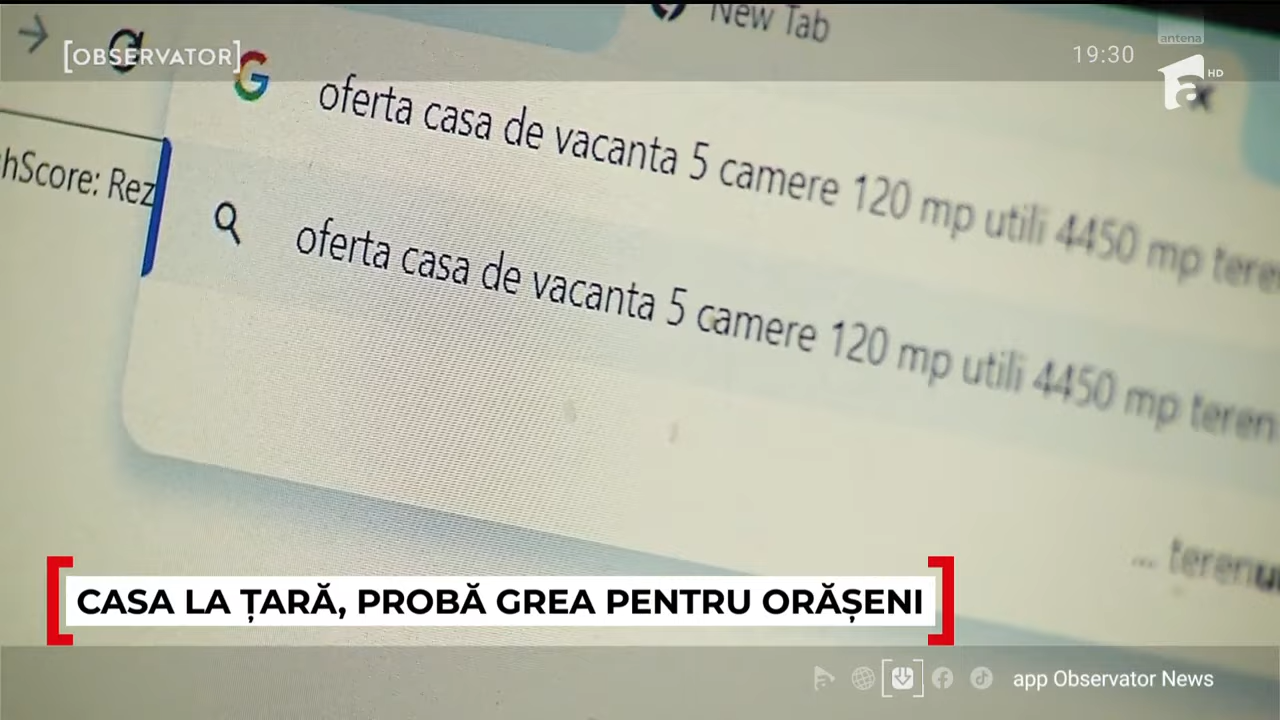 New Tab
antena
[OBSERVATOR]
19:30
HD
oferta casa de vacanta 5 camere 120 mp utili 4450 mp teren
hScore: Rez
oferta casa de vacanta 5 camere 120 mp utili 4450 mp teren
... terenu
CASA LA ȚARĂ, PROBĂ GREA PENTRU ORĂȘENI
app Observator News